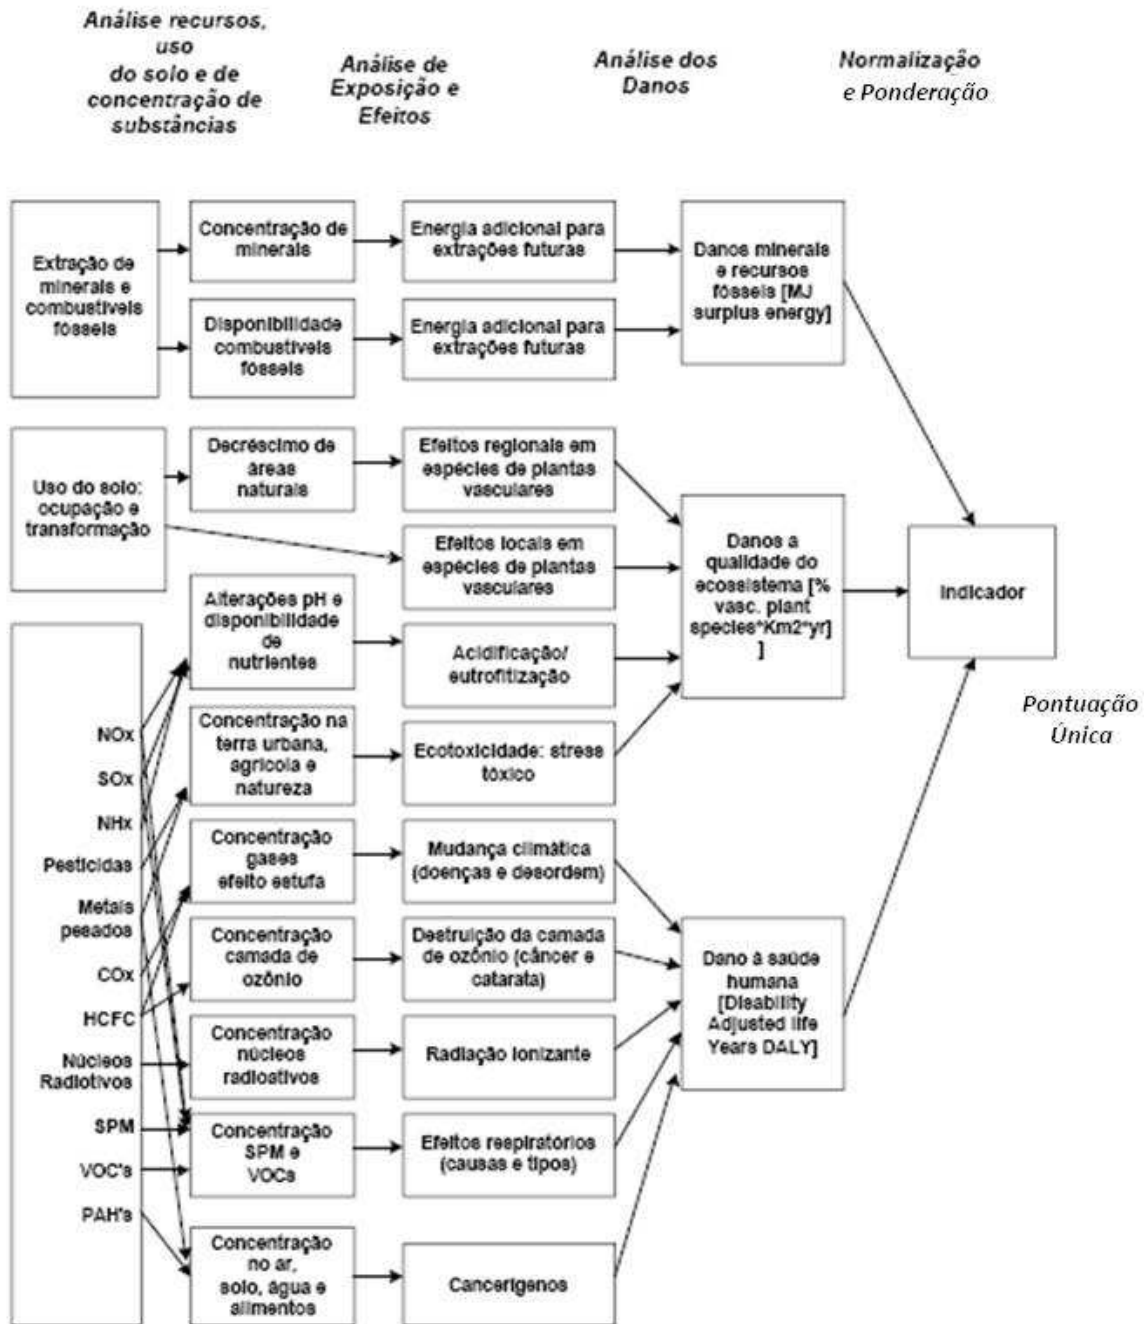 Análise recursos,
uso
do solo e de
concentração de
substâncias
Análise de
Exposição e
Efeitos
Análise dos
Danos
Normalização
e Ponderação
Extração de
minerais e
combustíveis
fósseis
Concentração de
minerais
Energia adicional para
extrações futuras
Danos minerais
e recursos
fósseis [MJ
surplus energy]
Disponibilidade
combustíveis
fósseis
Energia adicional para
extrações futuras
Uso do solo:
ocupação e
transformação
Decréscimo de
áreas
naturais
Efeitos regionais em
espécies de plantas
vasculares
Efeitos locais em
espécies de plantas
vasculares
Danos a
qualidade do
ecossistema [%
vasc. plant
species*Km2*yr]
]
Indicador
Pontuação
Única
Alterações pH e
disponibilidade
de
nutrientes
Acidificação/
eutrofitização
NOx
SOx
NHx
Pesticidas
Metais
pesados
COx
HCFC
Núcleos
Radiotivos
SPM
VOC's
PAH's
Concentração na
terra urbana,
agrícola e
natureza
Ecotoxicidade: stress
tóxico
Concentração
gases
efeito estufa
Mudança climática
(doenças e desordem)
Concentração
camada de
ozônio
Destruição da camada
de ozônio (câncer e
catarata)
Dano à saúde
humana
[Disability
Adjusted life
Years DALY]
Concentração
núcleos
radioativos
Radiação ionizante
Concentração
SPM e
VOCs
Efeitos respiratórios
(causas e tipos)
Concentração
no ar,
solo, água e
alimentos
Cancerígenos